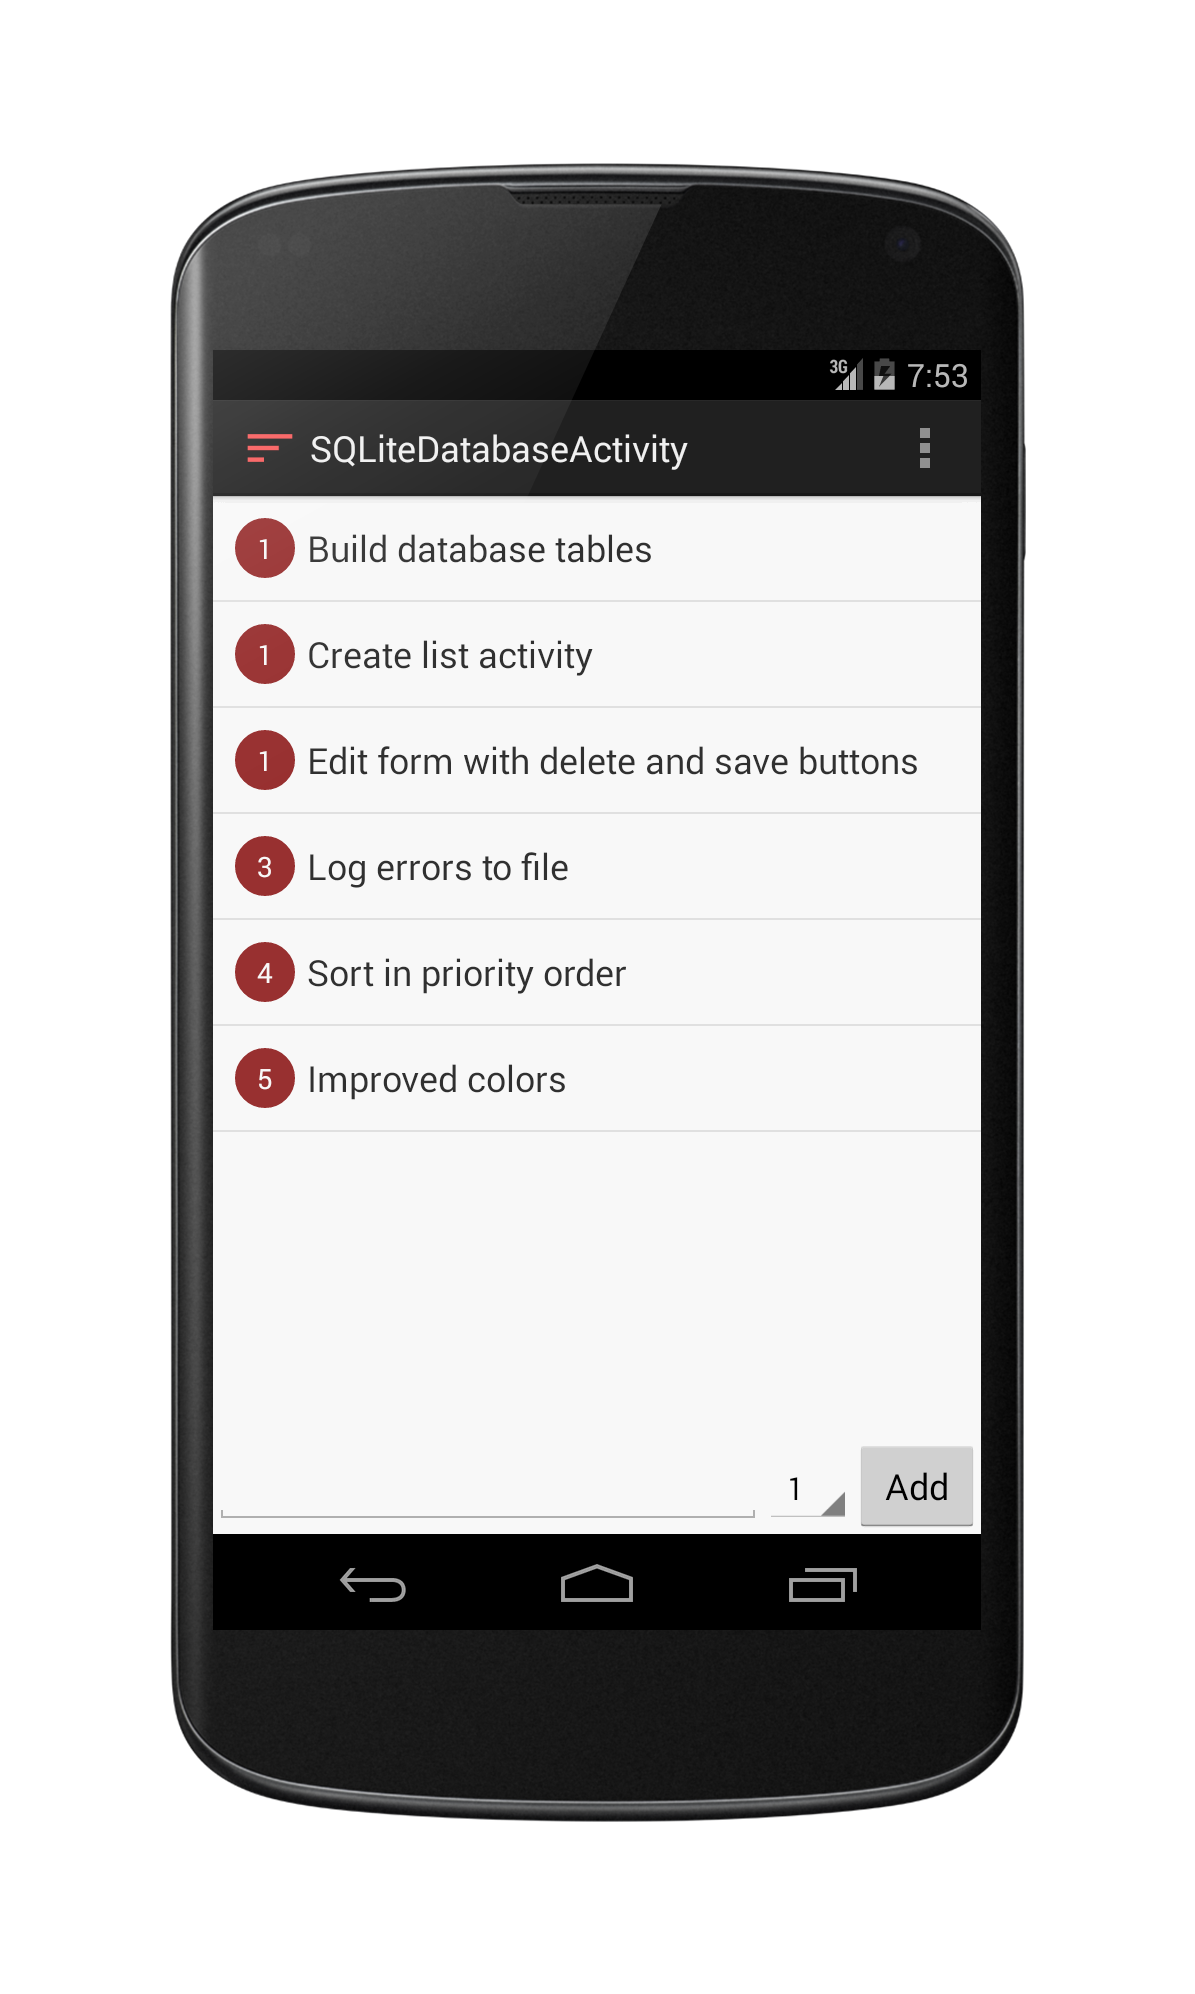 3G 7:53
SQLiteDatabaseActivity
1 Build database tables
1 Create list activity
1 Edit form with delete and save buttons
3 Log errors to file
4 Sort in priority order
5 Improved colors
1 Add